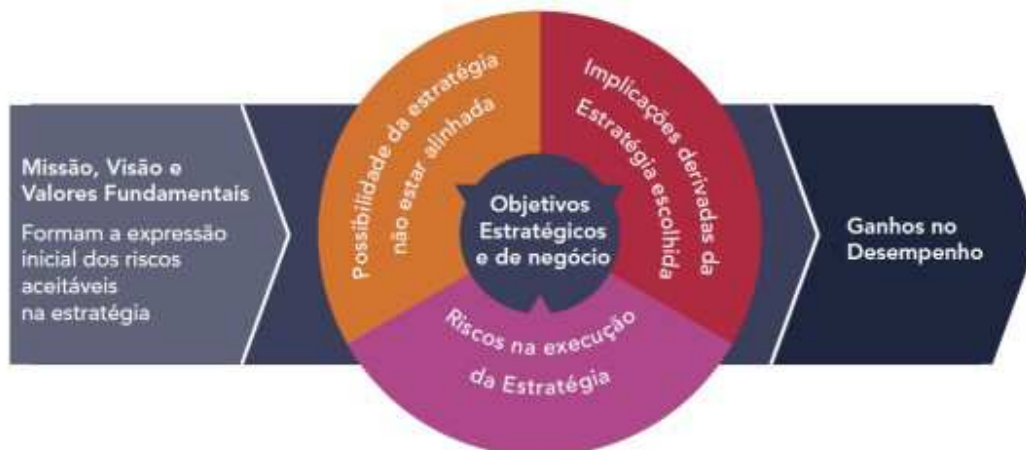 Missão, Visão e
Valores Fundamentais
Formam a expressão
inicial dos riscos
aceitáveis
na estratégia
Possibilidade da estratégia
não estar alinhada
Implicações derivadas da
Estratégia escolhida
Objetivos
Estratégicos
e de negócio
Riscos na execução
da Estratégia
Ganhos no
Desempenho